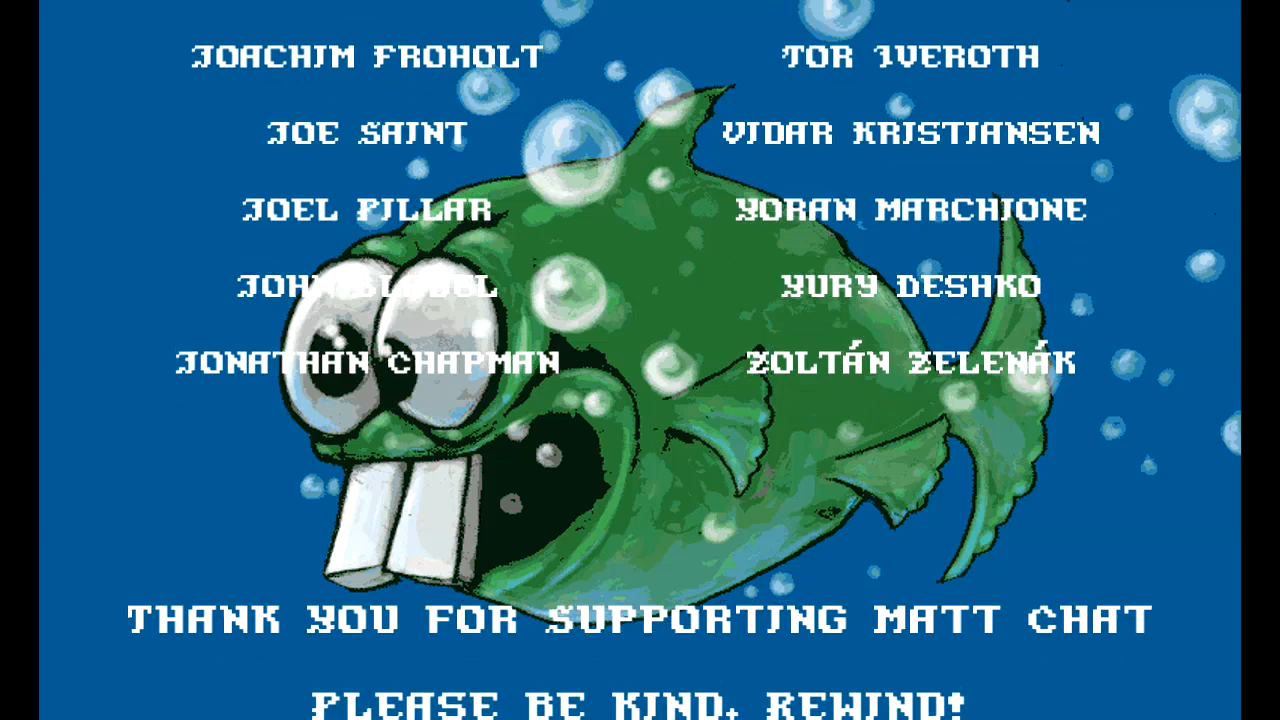 JOACHIM FROHOLT
JOE SAINT
JOEL PILLAR
JOHN
JONATHAN CHAPMAN
TOR IVEROTH
VIDAR KRISTIANSEN
YORAN MARCHIONE
YURY DESHKO
ZOLTÁN ZELENÁK
THANK YOU FOR SUPPORTING MATT CHAT
PLEASE BE KIND, REWIND!